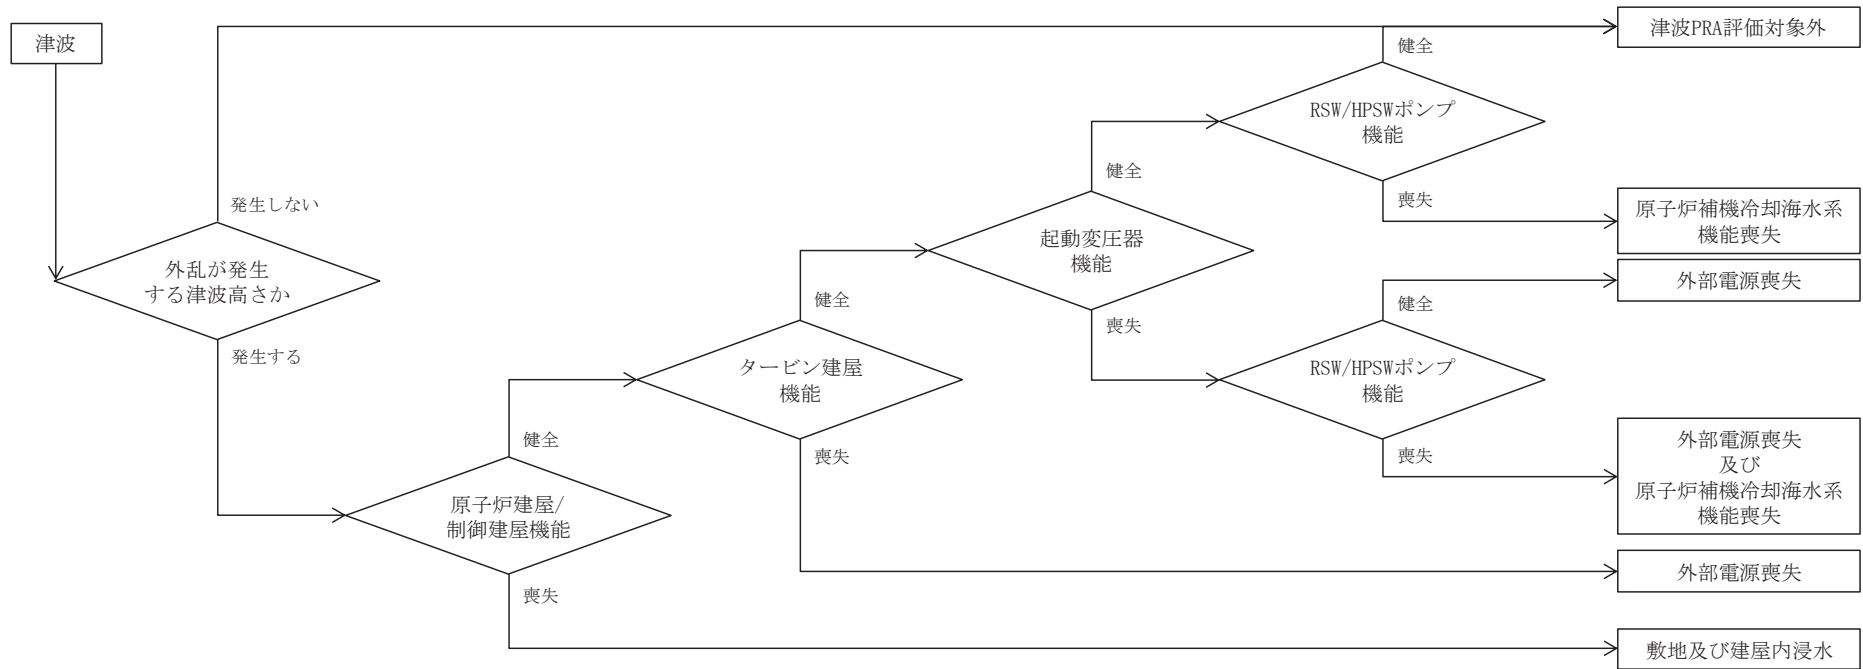 津波
津波PRA評価対象外
健全
RSW/HPSWポンプ
機能
健全
喪失
発生しない
原子炉補機冷却海水系
機能喪失
起動変圧器
機能
外乱が発生
する津波高さか
外部電源喪失
健全
健全
喪失
発生する
タービン建屋
機能
RSW/HPSWポンプ
機能
健全
喪失
喪失
外部電源喪失
及び
原子炉補機冷却海水系
機能喪失
原子炉建屋/
制御建屋機能
外部電源喪失
喪失
敷地及び建屋内浸水